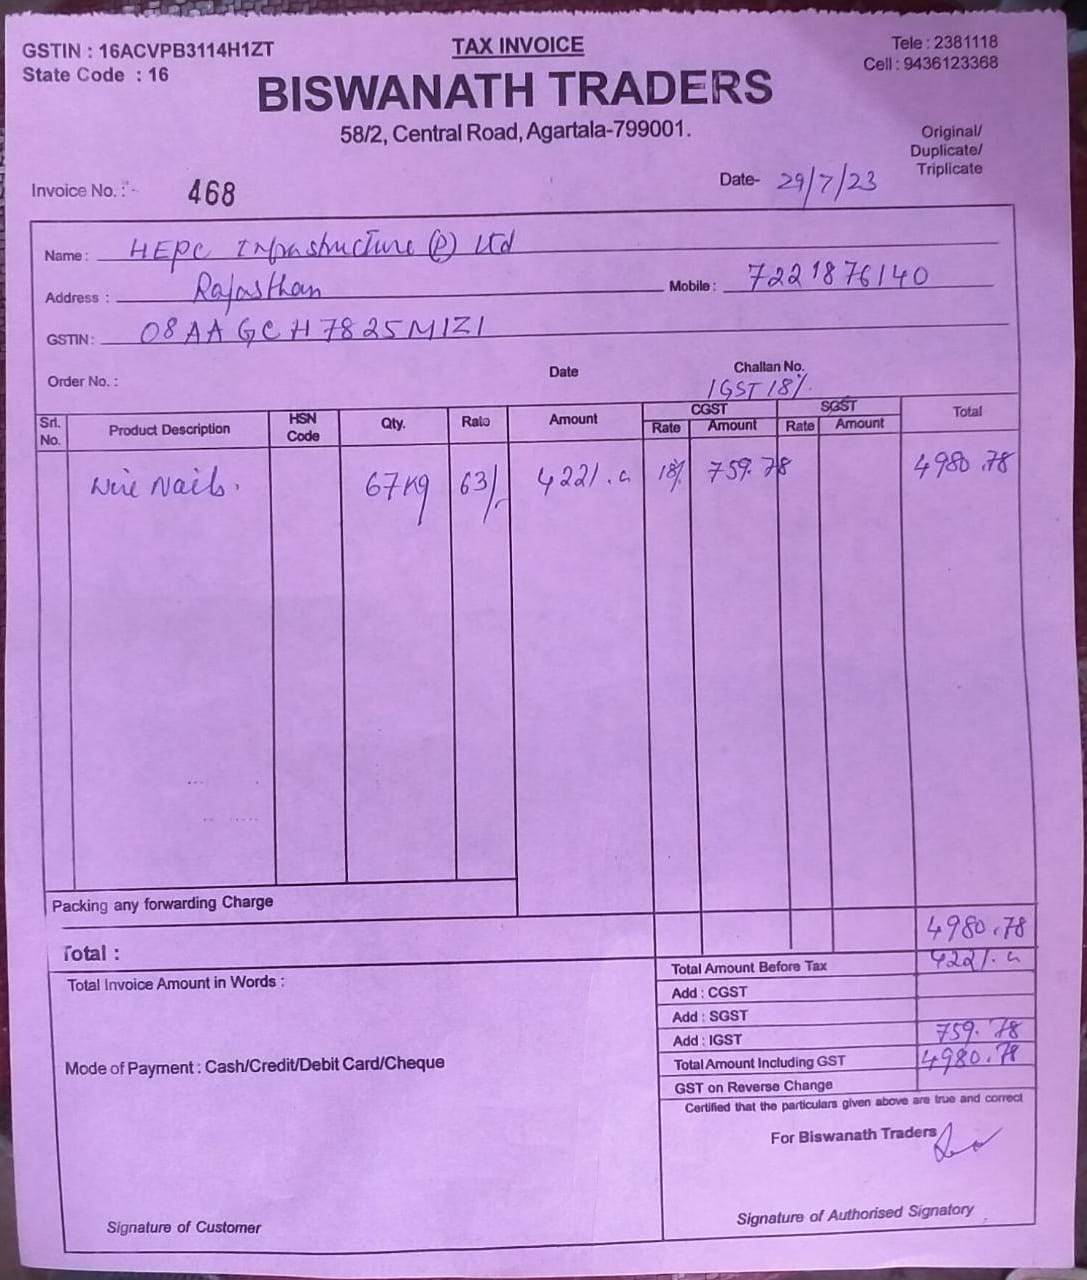 GSTIN : 16ACVPB3114H1ZT
State Code : 16
TAX INVOICE
Tele : 2381118
Cell : 9436123368
BISWANATH TRADERS
58/2, Central Road, Agartala-799001.
Original/
Duplicate/
Triplicate
Invoice No. :- 468
Date- 29/7/23
Name : HEPC Infrastructure (P) Ltd
Address : Rajasthan Mobile : 7221876140
GSTIN : 08AAGCH7825M1Z1
Order No. : Date Challan No.
IGST 18%.
Srl. No. Product Description HSN Code Qty. Rate Amount CGST Rate Amount SGST Rate Amount Total
Wire Nails. 67 Kg 63/- 4221. 18% 759.78 4980.78
Packing any forwarding Charge
Total : 4980.78
Total Invoice Amount in Words :
Total Amount Before Tax 4221.
Add : CGST
Add : SGST
Add : IGST 759.78
Mode of Payment : Cash/Credit/Debit Card/Cheque
Total Amount Including GST 4980.78
GST on Reverse Change
Certified that the particulars given above are true and correct
For Biswanath Traders
Signature of Customer
Signature of Authorised Signatory